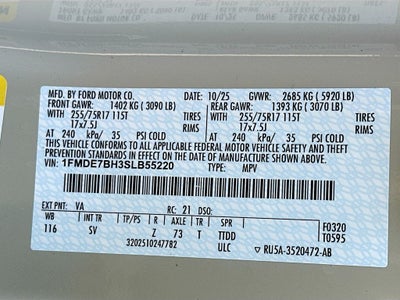 MFD. BY FORD MOTOR CO. 10/25 GVWR: 2685 KG ( 5920 LB)
FRONT GAWR: 1402 KG ( 3090 LB) REAR GAWR: 1393 KG ( 3070 LB)
WITH 255/75R17 115T TIRES WITH 255/75R17 115T TIRES
17x7.5J RIMS 17x7.5J RIMS
AT 240 kPa/ 35 PSI COLD AT 240 kPa/ 35 PSI COLD
THIS VEHICLE CONFORMS TO ALL APPLICABLE FEDERAL MOTOR VEHICLE
SAFETY AND THEFT PREVENTION STANDARDS IN EFFECT ON THE DATE OF
MANUFACTURE SHOWN ABOVE.
VIN: 1FMDE7BH3SLB55220 TYPE: MPV
EXT PNT: VA RC: 21 DSO: F0320
WB INT TR TP/PS R AXLE TR SPR T0595
116 SV Z 73 T TTDD
3202510247782 ULC ▽ RU5A-3520472-AB